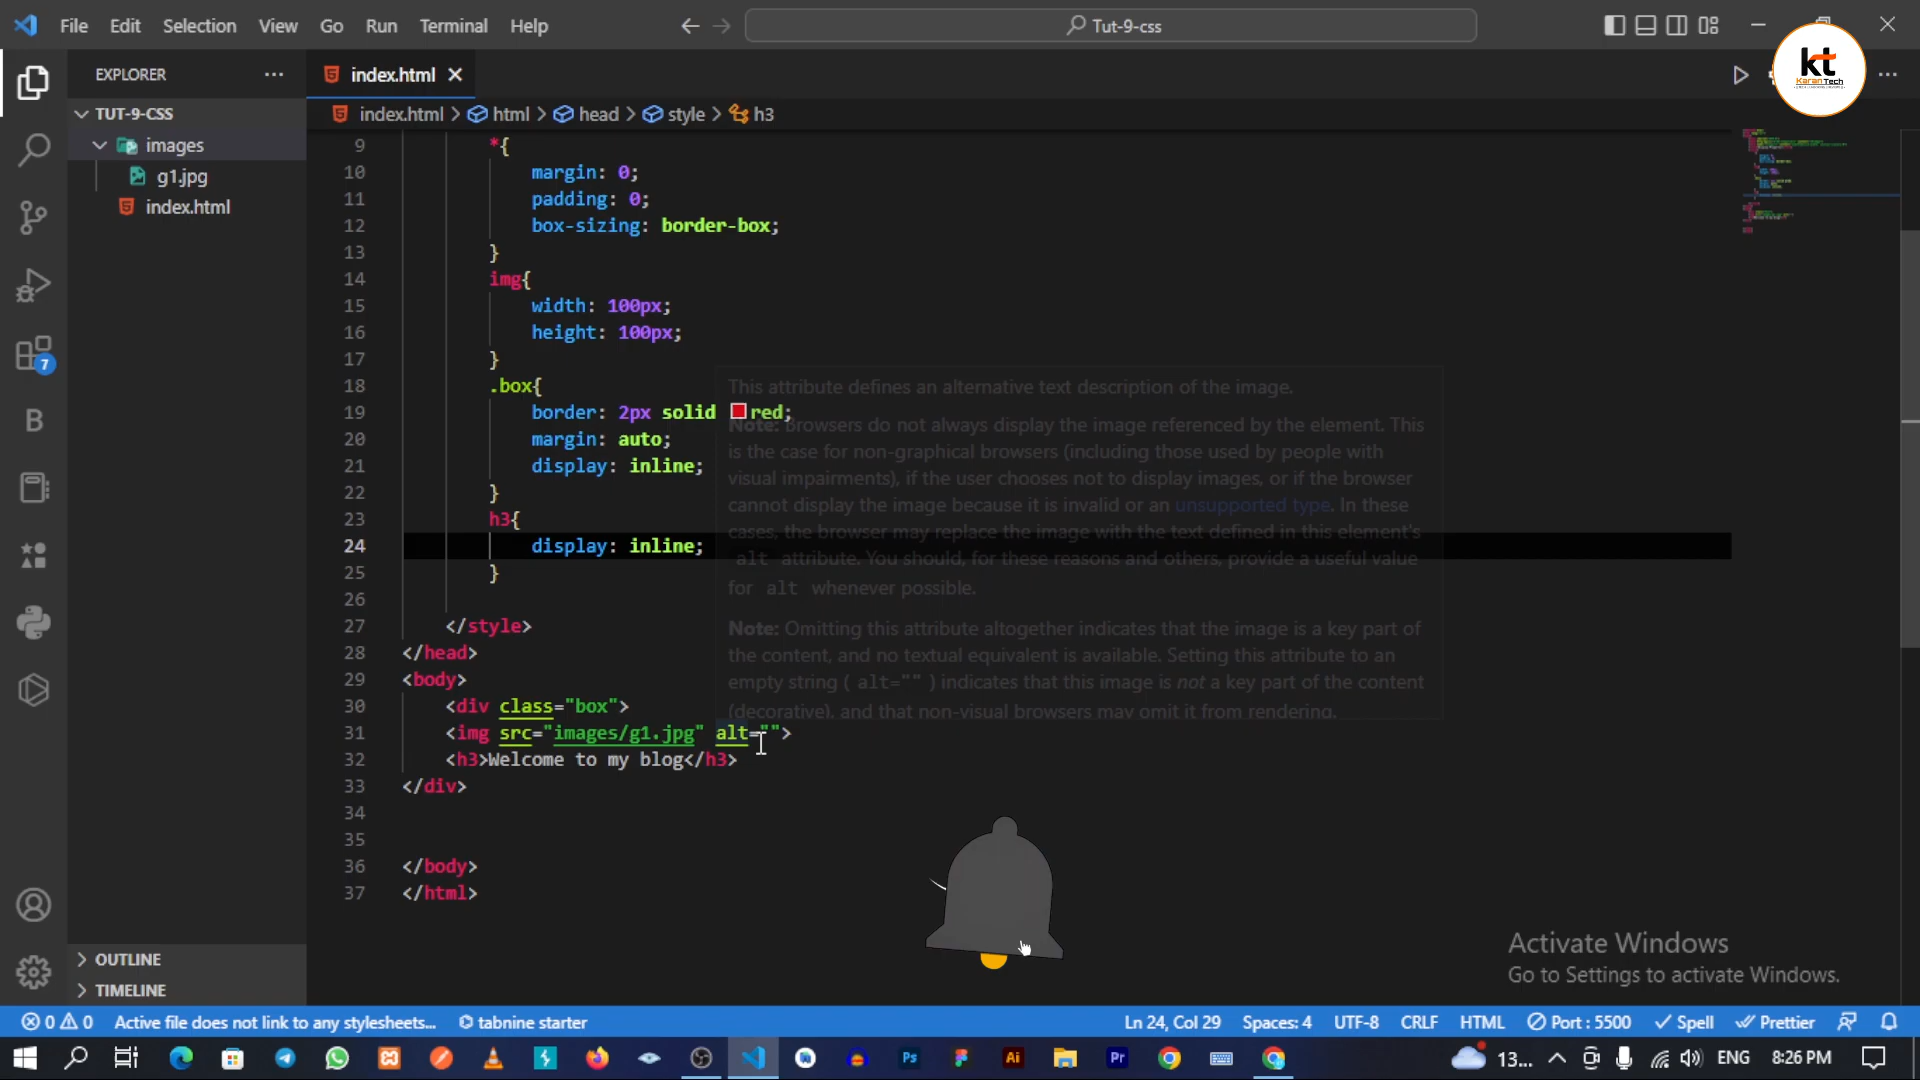 File Edit Selection View Go Run Terminal Help
Tut-9-css
kt
Karan Tech
EXPLORER
index.html
TUT-9-CSS
images
g1.jpg
index.html
index.html > html > head > style > h3
9 *{
10 margin: 0;
11 padding: 0;
12 box-sizing: border-box;
13 }
14 img{
15 width: 100px;
16 height: 100px;
17 }
18 .box{
19 border: 2px solid red;
20 margin: auto;
21 display: inline;
22 }
23 h3{
24 display: inline;
25 }
26
27 </style>
28 </head>
29 <body>
30 <div class="box">
31 <img src="images/g1.jpg" alt="">
32 <h3>Welcome to my blog</h3>
33 </div>
34
35
36 </body>
37 </html>
This attribute defines an alternative text description of the image.
Note: Browsers do not always display the image referenced by the element. This
is the case for non-graphical browsers (including those used by people with
visual impairments), if the user chooses not to display images, or if the browser
cannot display the image because it is invalid or an unsupported type. In these
cases, the browser may replace the image with the text defined in this element's
alt attribute. You should, for these reasons and others, provide a useful value
for alt whenever possible.
Note: Omitting this attribute altogether indicates that the image is a key part of
the content, and no textual equivalent is available. Setting this attribute to an
empty string ( alt="" ) indicates that this image is not a key part of the content
(decorative), and that non-visual browsers may omit it from rendering.
7
B
OUTLINE
TIMELINE
Activate Windows
Go to Settings to activate Windows.
0 0 Active file does not link to any stylesheets... tabnine starter Ln 24, Col 29 Spaces: 4 UTF-8 CRLF HTML Port : 5500 Spell Prettier
Ps Ai Pr 13... ENG 8:26 PM